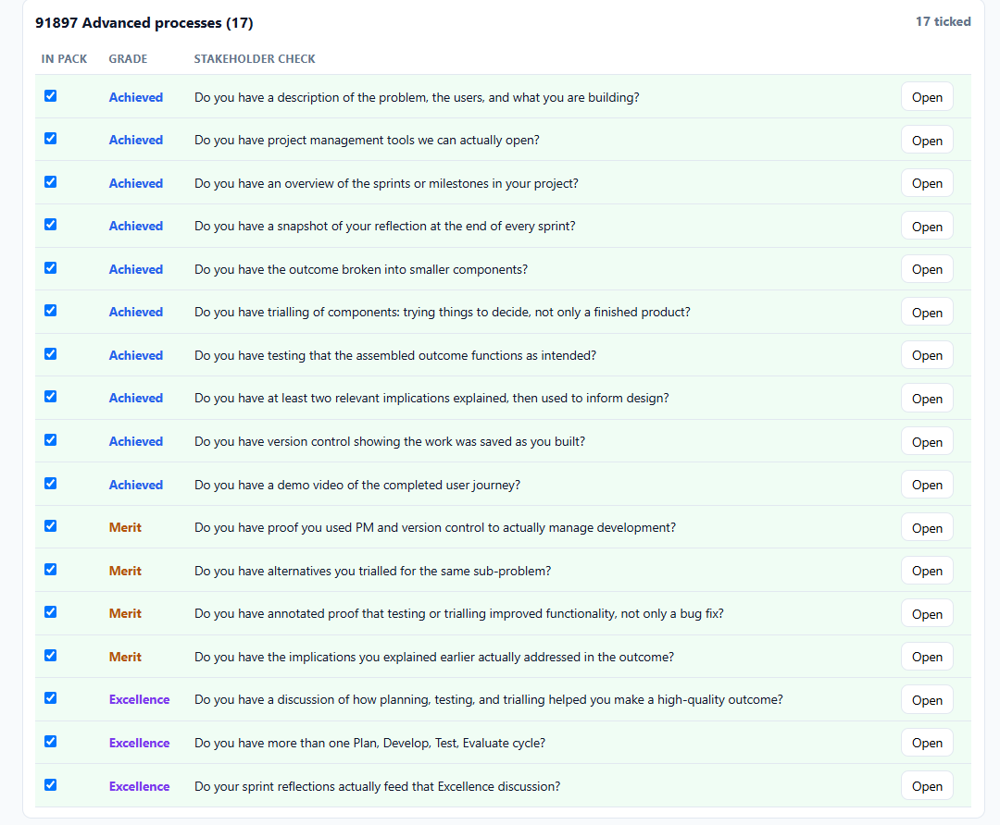 91897 Advanced processes (17) 17 ticked
IN PACK GRADE STAKEHOLDER CHECK
Achieved Do you have a description of the problem, the users, and what you are building? Open
Achieved Do you have project management tools we can actually open? Open
Achieved Do you have an overview of the sprints or milestones in your project? Open
Achieved Do you have a snapshot of your reflection at the end of every sprint? Open
Achieved Do you have the outcome broken into smaller components? Open
Achieved Do you have trialling of components: trying things to decide, not only a finished product? Open
Achieved Do you have testing that the assembled outcome functions as intended? Open
Achieved Do you have at least two relevant implications explained, then used to inform design? Open
Achieved Do you have version control showing the work was saved as you built? Open
Achieved Do you have a demo video of the completed user journey? Open
Merit Do you have proof you used PM and version control to actually manage development? Open
Merit Do you have alternatives you trialled for the same sub-problem? Open
Merit Do you have annotated proof that testing or trialling improved functionality, not only a bug fix? Open
Merit Do you have the implications you explained earlier actually addressed in the outcome? Open
Excellence Do you have a discussion of how planning, testing, and trialling helped you make a high-quality outcome? Open
Excellence Do you have more than one Plan, Develop, Test, Evaluate cycle? Open
Excellence Do your sprint reflections actually feed that Excellence discussion? Open